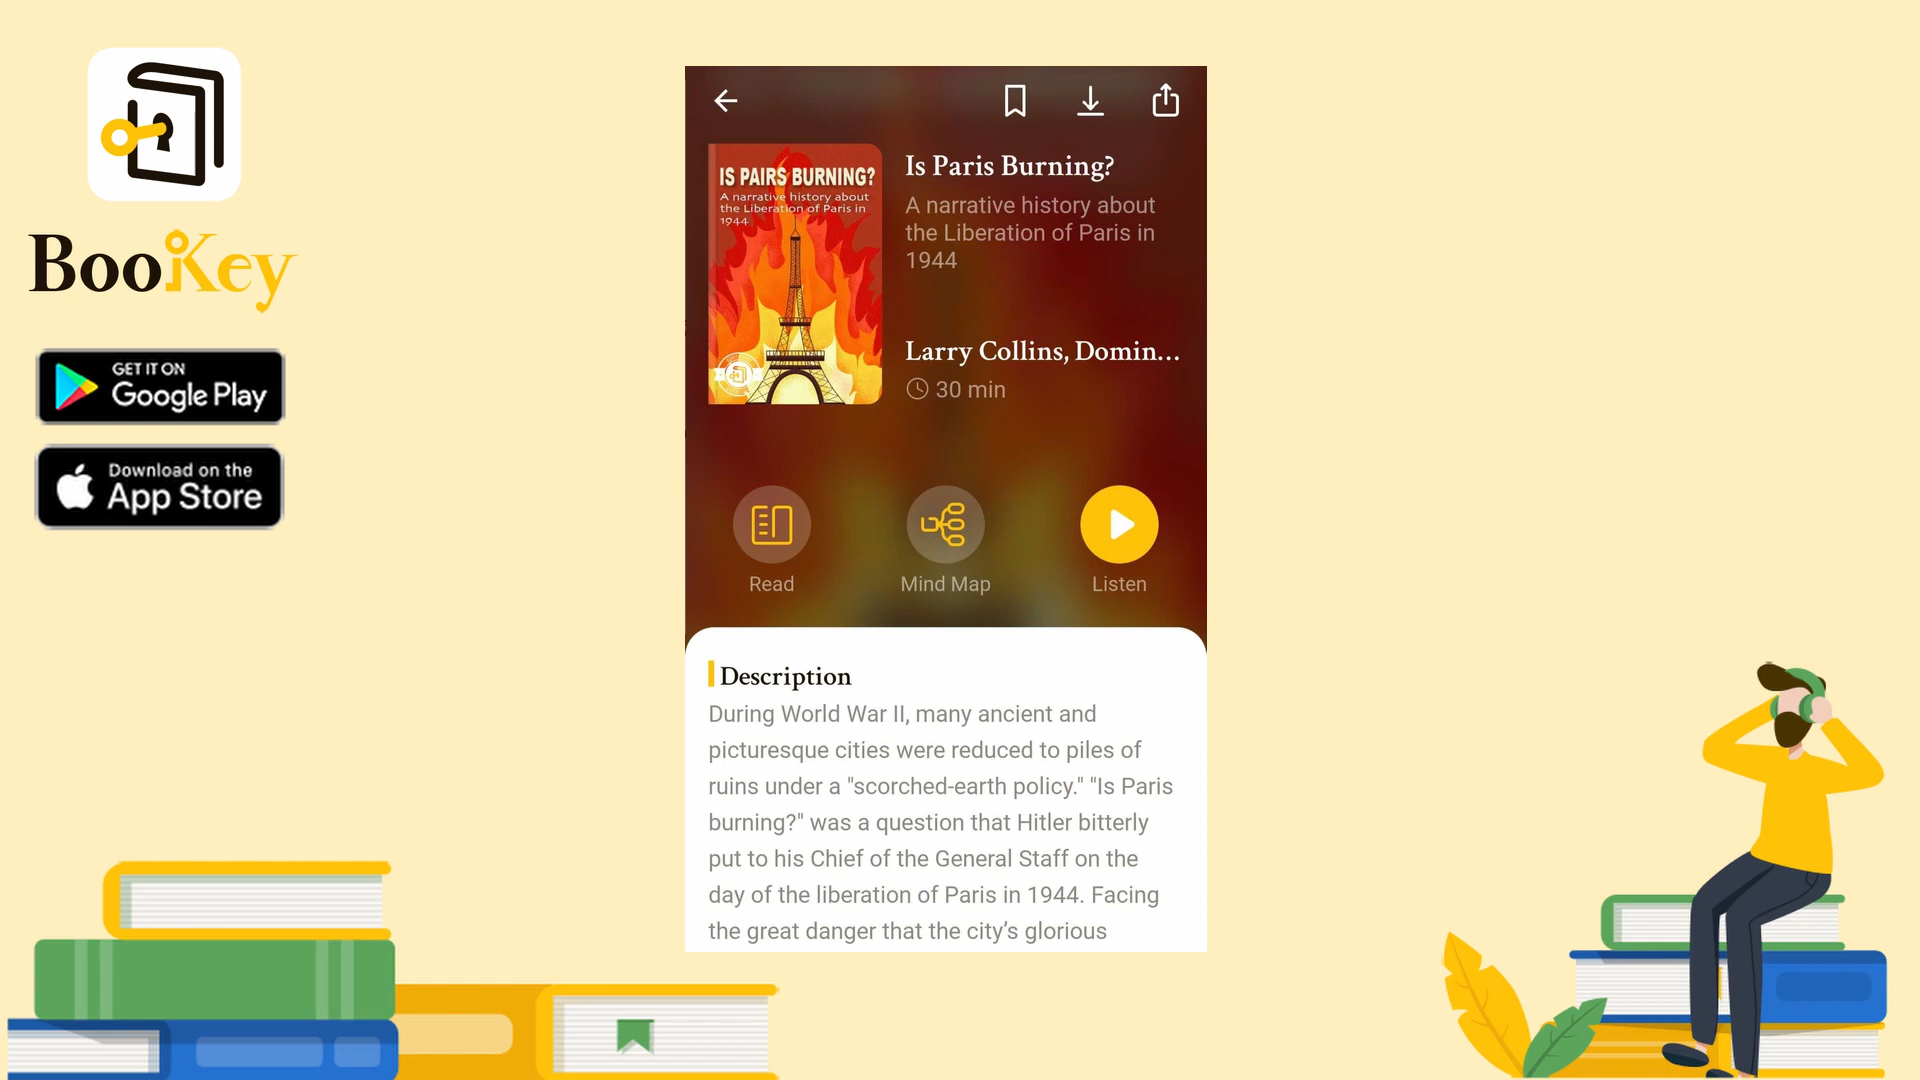 BooKey
GET IT ON
Google Play
Download on the
App Store
IS PAIRS BURNING?
A narrative history about
the Liberation of Paris in
1944
Is Paris Burning?
A narrative history about
the Liberation of Paris in
1944
Larry Collins, Domin...
30 min
Read
Mind Map
Listen
Description
During World War II, many ancient and
picturesque cities were reduced to piles of
ruins under a "scorched-earth policy." "Is Paris
burning?" was a question that Hitler bitterly
put to his Chief of the General Staff on the
day of the liberation of Paris in 1944. Facing
the great danger that the city’s glorious